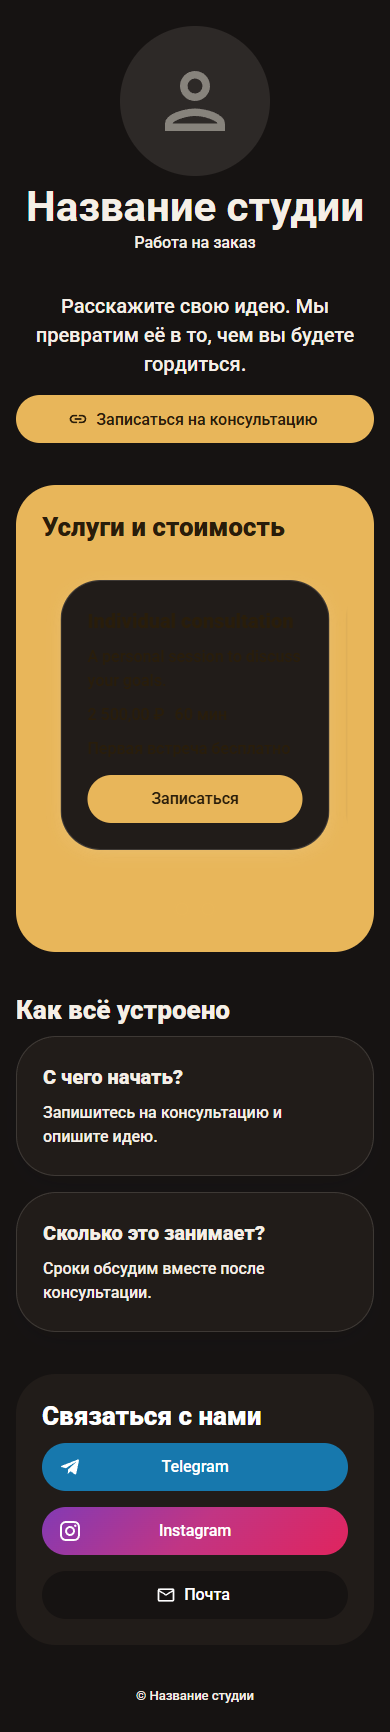 Название студии
Работа на заказ
Расскажите свою идею. Мы
превратим её в то, чем вы будете
гордиться.
Записаться на консультацию
Услуги и стоимость
Записаться
Как всё устроено
С чего начать?
Запишитесь на консультацию и
опишите идею.
Сколько это занимает?
Сроки обсудим вместе после
консультации.
Связаться с нами
Telegram
Instagram
Почта
© Название студии